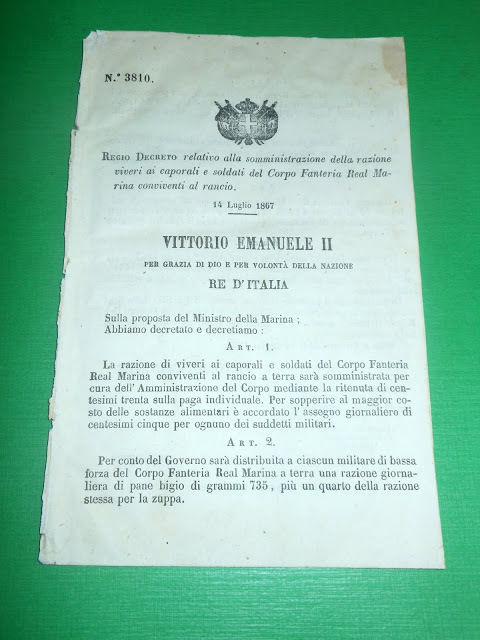 N.° 3810.
REGIO DECRETO relativo alla somministrazione della razione
viveri ai caporali e soldati del Corpo Fanteria Real Ma-
rina conviventi al rancio.
14 Luglio 1867
VITTORIO EMANUELE II
PER GRAZIA DI DIO E PER VOLONTÀ DELLA NAZIONE
RE D'ITALIA
Sulla proposta del Ministro della Marina ;
Abbiamo decretato e decretiamo :
ART. 1.
La razione di viveri ai caporali e soldati del Corpo Fanteria
Real Marina conviventi al rancio a terra sarà somministrata per
cura dell' Amministrazione del Corpo mediante la ritenuta di cen-
tesimi trenta sulla paga individuale. Per sopperire al maggior co-
sto delle sostanze alimentari è accordato l' assegno giornaliero di
centesimi cinque per ognuno dei suddetti militari.
ART. 2.
Per conto del Governo sarà distribuita a ciascun militare di bassa
forza del Corpo Fanteria Real Marina a terra una razione giorna-
liera di pane bigio di grammi 735 , più un quarto della razione
stessa per la zuppa.